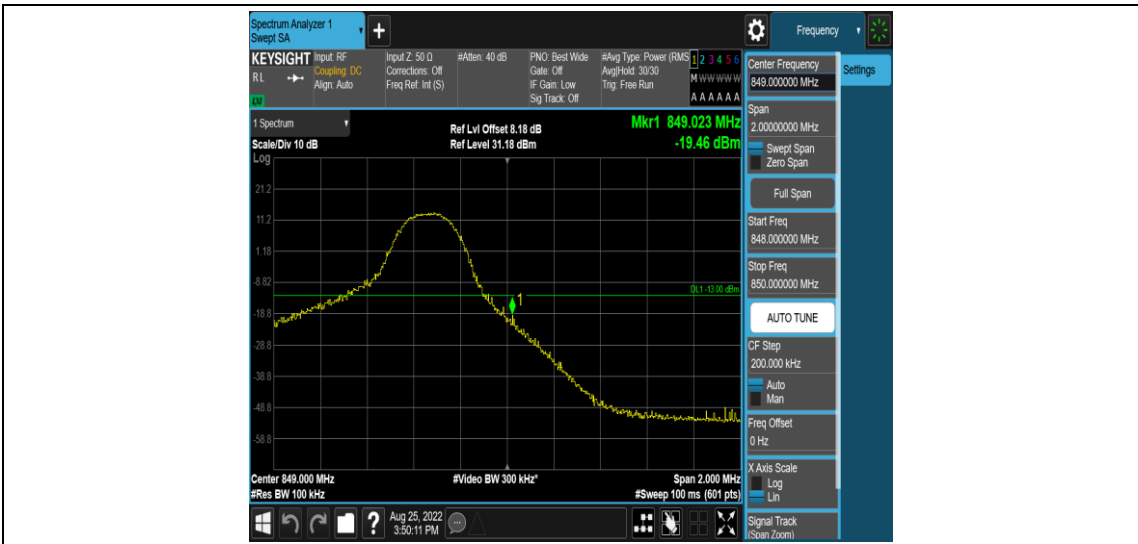 Spectrum Analyzer 1
Swept SA
+
Frequency
KEYSIGHT
RL
LXI
Input: RF
Coupling: DC
Align: Auto
Input Z: 50 Ω
Corrections: Off
Freq Ref: Int (S)
#Atten: 40 dB
PNO: Best Wide
Gate: Off
IF Gain: Low
Sig Track: Off
#Avg Type: Power (RMS
Avg|Hold: 30/30
Trig: Free Run
1 2 3 4 5 6
M W W W W W
A A A A A A
1 Spectrum
Scale/Div 10 dB
Log
Ref Lvl Offset 8.18 dB
Ref Level 31.18 dBm
Mkr1 849.023 MHz
-19.46 dBm
21.2
11.2
1.18
-8.82
-18.8
-28.8
-38.8
-48.8
-58.8
DL1 -13.00 dBm
1
Center 849.000 MHz
#Res BW 100 kHz
#Video BW 300 kHz*
Span 2.000 MHz
#Sweep 100 ms (601 pts)
?
Aug 25, 2022
3:50:11 PM
Center Frequency
849.000000 MHz
Settings
Span
2.00000000 MHz
Swept Span
Zero Span
Full Span
Start Freq
848.000000 MHz
Stop Freq
850.000000 MHz
AUTO TUNE
CF Step
200.000 kHz
Auto
Man
Freq Offset
0 Hz
X Axis Scale
Log
Lin
Signal Track
(Span Zoom)